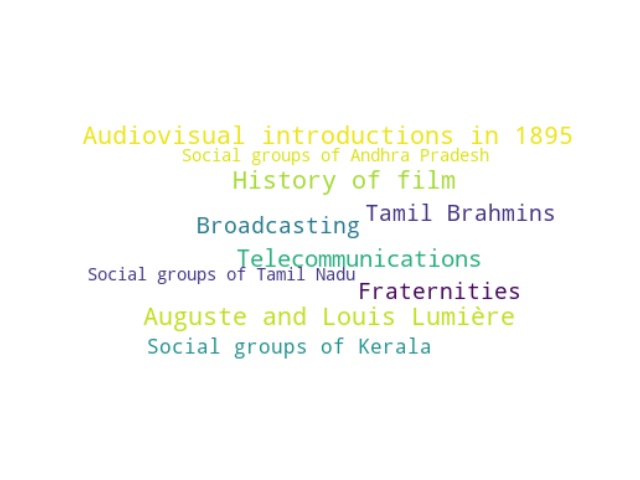 Audiovisual introductions in 1895
Social groups of Andhra Pradesh
History of film
Tamil Brahmins
Broadcasting
Telecommunications
Social groups of Tamil Nadu
Fraternities
Auguste and Louis Lumière
Social groups of Kerala